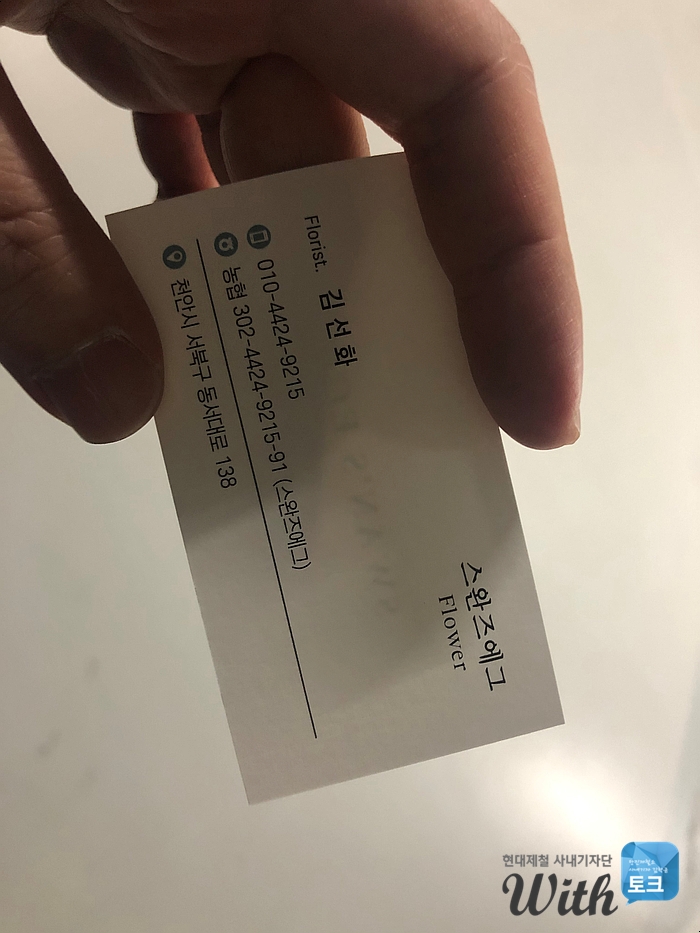 스완즈에그
Flower
Florist. 김선화
010-4424-9215
농협 302-4424-9215-91 (스완즈에그)
천안시 서북구 동서대로 138
현대제철 사내기자단
With
토크